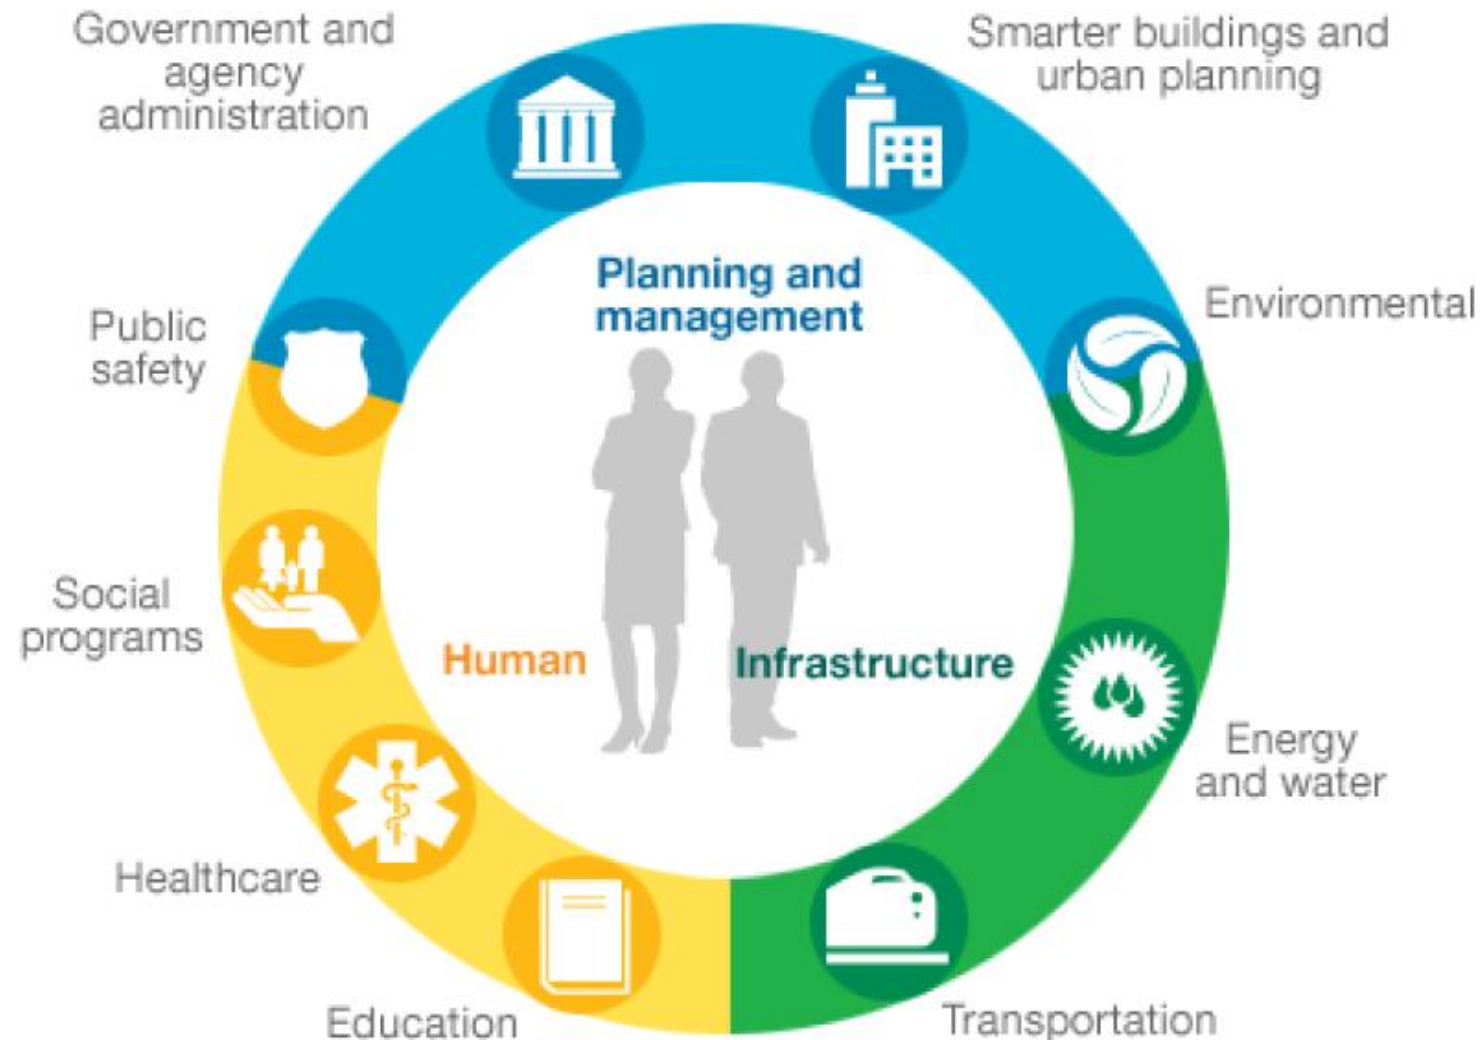 Government and
agency
administration
Smarter buildings and
urban planning
Planning and
management
Environmental
Public
safety
Social
programs
Human
Infrastructure
Energy
and water
Healthcare
Education
Transportation